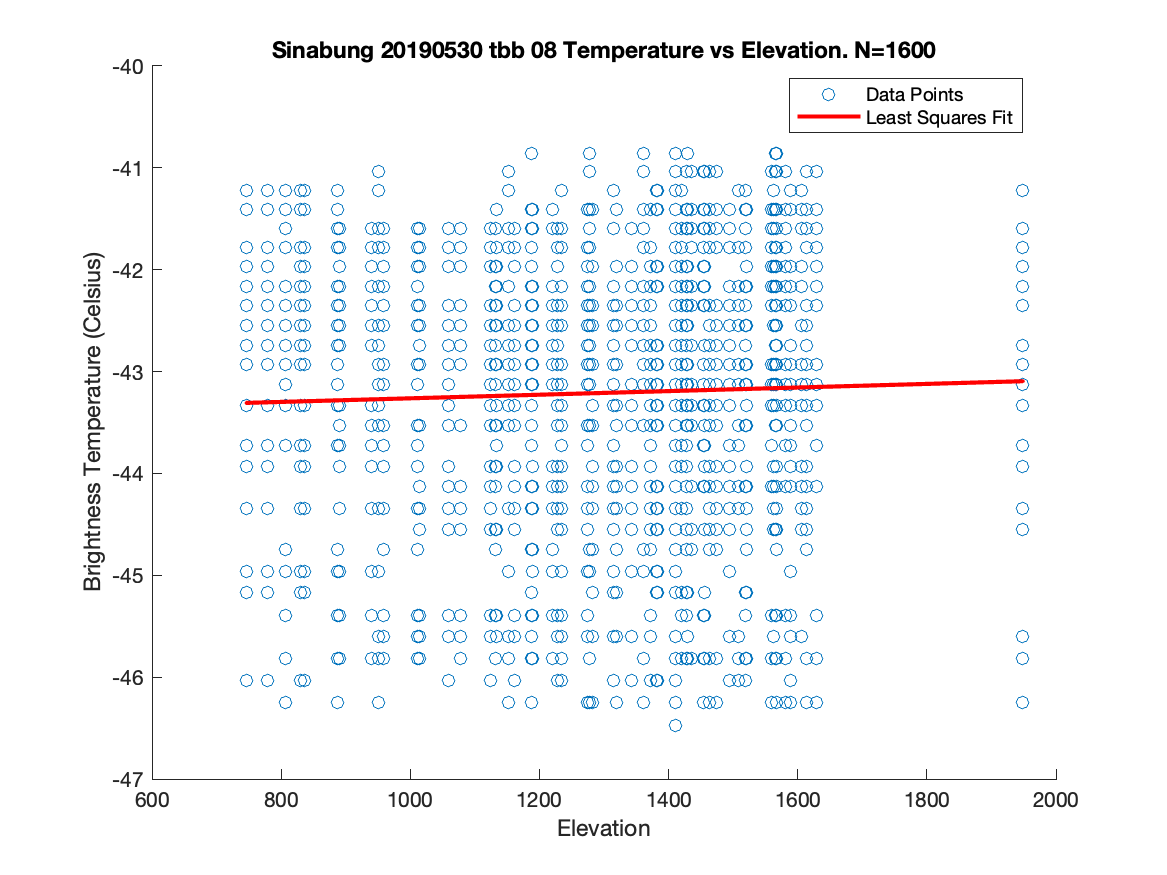 Sinabung 20190530 tbb 08 Temperature vs Elevation. N=1600
Data Points
Least Squares Fit
Brightness Temperature (Celsius)
-40
-41
-42
-43
-44
-45
-46
-47
600 800 1000 1200 1400 1600 1800 2000
Elevation